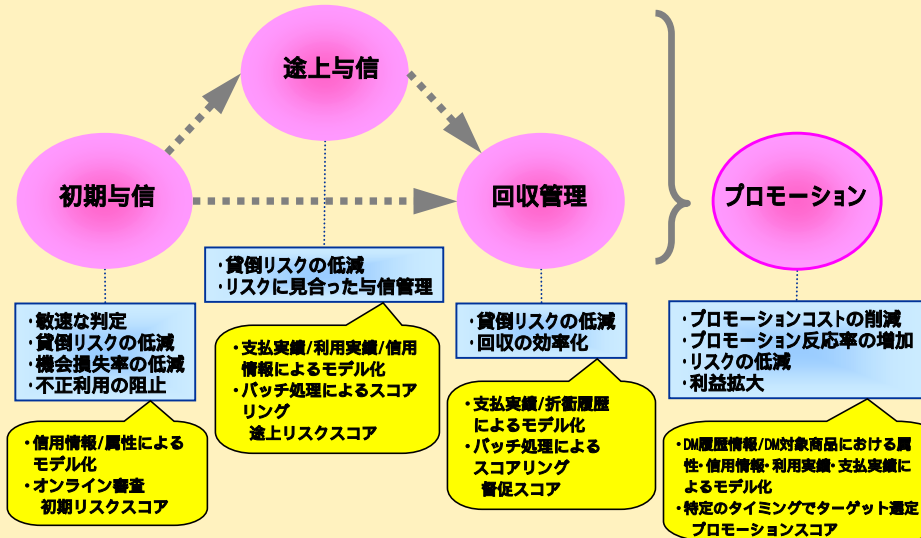 途上与信
初期与信
回収管理
プロモーション
・貸倒リスクの低減
・リスクに見合った与信管理
・敏速な判定
・貸倒リスクの低減
・機会損失率の低減
・不正利用の阻止
・貸倒リスクの低減
・回収の効率化
・プロモーションコストの削減
・プロモーション反応率の増加
・リスクの低減
・利益拡大
・支払実績/利用実績/信用
情報によるモデル化
・バッチ処理によるスコア
リング
途上リスクスコア
・信用情報/属性による
モデル化
・オンライン審査
初期リスクスコア
・支払実績/折衝履歴
によるモデル化
・バッチ処理による
スコアリング
督促スコア
・DM履歴情報/DM対象商品における属
性・信用情報・利用実績・支払実績に
よるモデル化
・特定のタイミングでターゲット選定
プロモーションスコア